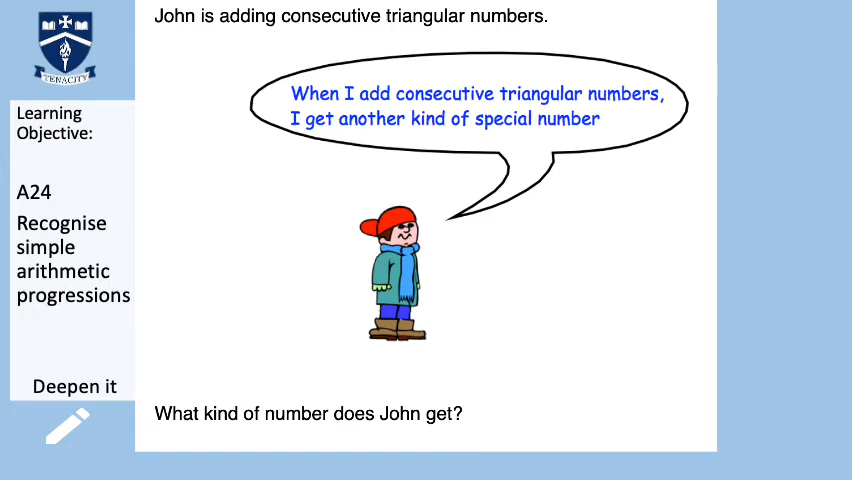 John is adding consecutive triangular numbers.
When I add consecutive triangular numbers,
I get another kind of special number
TENACITY
Learning
Objective:
A24
Recognise
simple
arithmetic
progressions
Deepen it
What kind of number does John get?